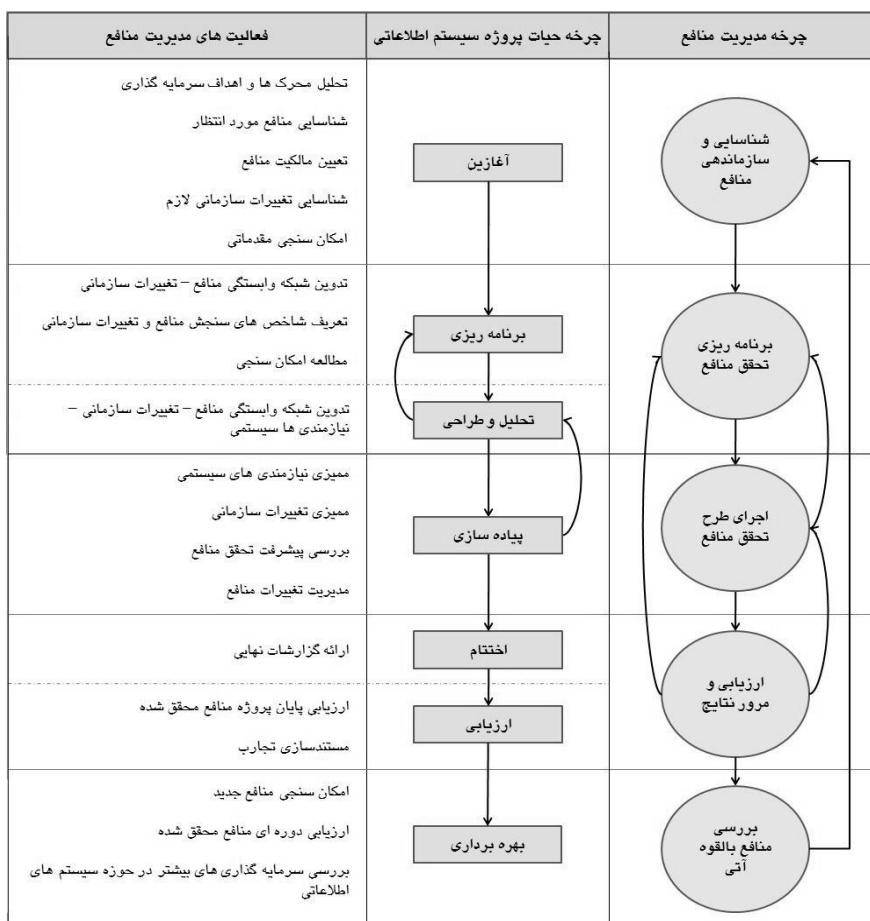 چرخه مدیریت منافع
چرخه حیات پروژه سیستم اطلاعاتی
فعالیت های مدیریت منافع
شناسایی و
سازماندهی
منافع
آغازین
تحلیل محرک ها و اهداف سرمایه گذاری
شناسایی منافع مورد انتظار
تعیین مالکیت منافع
شناسایی تغییرات سازمانی لازم
امکان سنجی مقدماتی
برنامه ریزی
تحقق منافع
برنامه ریزی
تدوین شبکه وابستگی منافع – تغییرات سازمانی
تعریف شاخص های سنجش منافع و تغییرات سازمانی
مطالعه امکان سنجی
تحلیل و طراحی
تدوین شبکه وابستگی منافع – تغییرات سازمانی –
نیازمندی ها سیستمی
اجرای طرح
تحقق منافع
پیاده سازی
ممیزی نیازمندی های سیستمی
ممیزی تغییرات سازمانی
بررسی پیشرفت تحقق منافع
مدیریت تغییرات منافع
ارزیابی و
مرور نتایج
اختتام
ارائه گزارشات نهایی
ارزیابی
ارزیابی پایان پروژه منافع محقق شده
مستندسازی تجارب
بررسی
منافع بالقوه
آتی
بهره برداری
امکان سنجی منافع جدید
ارزیابی دوره ای منافع محقق شده
بررسی سرمایه گذاری های بیشتر در حوزه سیستم های
اطلاعاتی